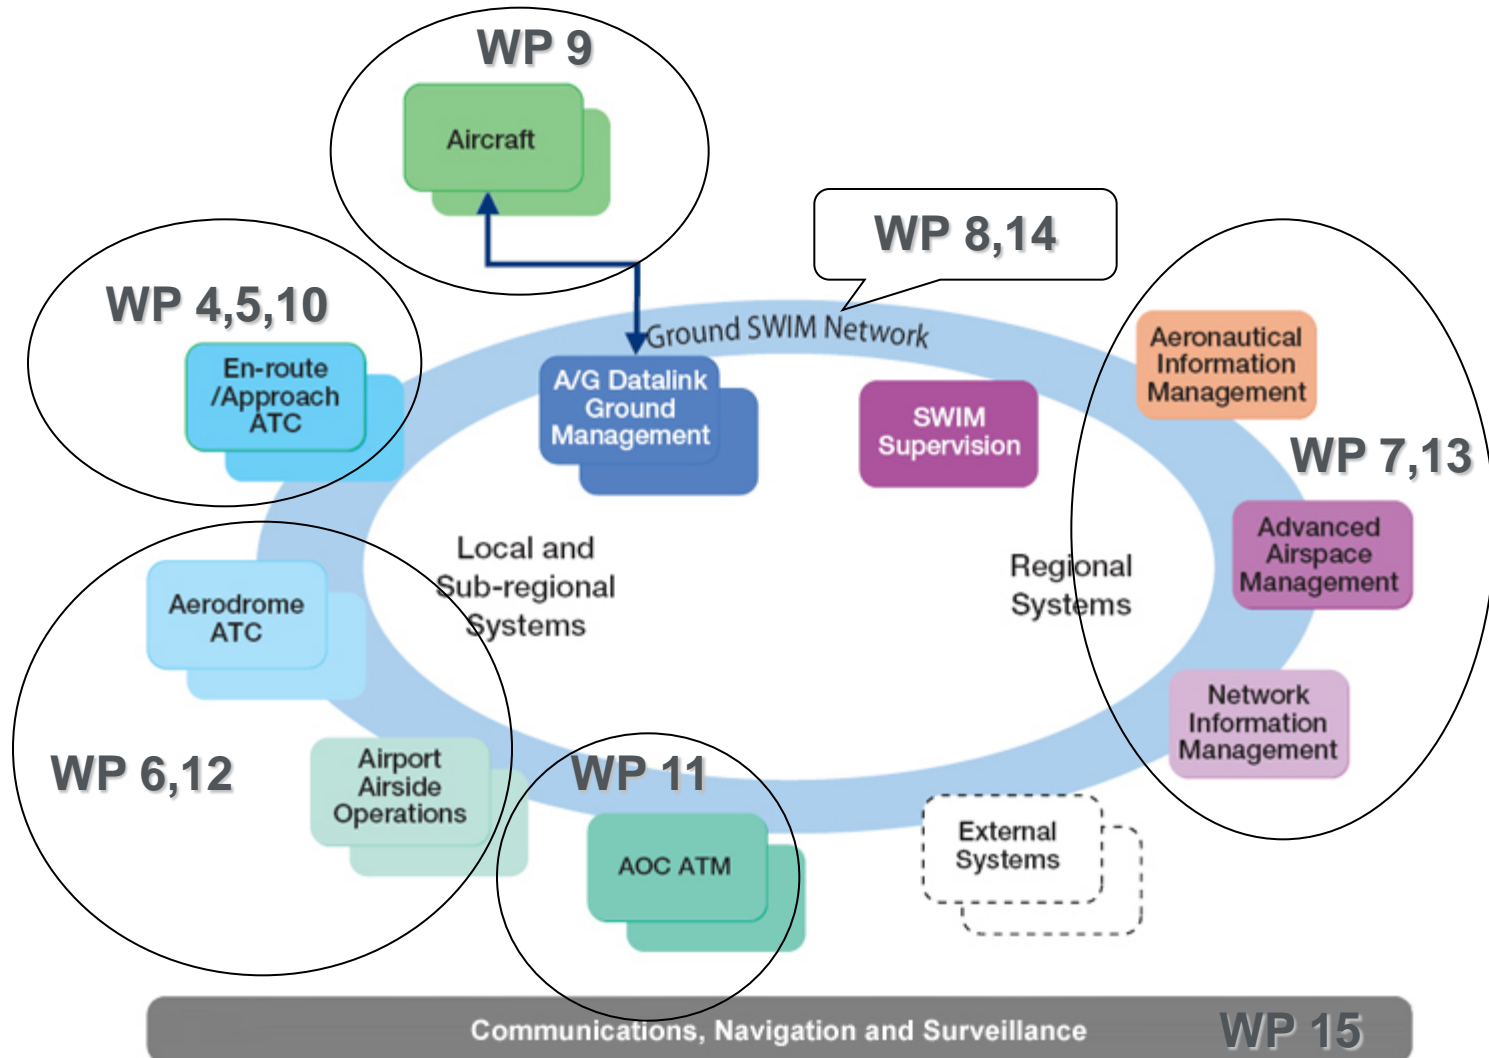 WP 9
Aircraft
WP 8,14
WP 4,5,10
En-route
/Approach
ATC
Ground SWIM Network
A/G Datalink
Ground
Management
SWIM
Supervision
Aeronautical
Information
Management
WP 7,13
Local and
Sub-regional
Systems
Regional
Systems
Advanced
Airspace
Management
Aerodrome
ATC
Network
Information
Management
WP 6,12
Airport
Airside
Operations
WP 11
AOC ATM
External
Systems
Communications, Navigation and Surveillance
WP 15